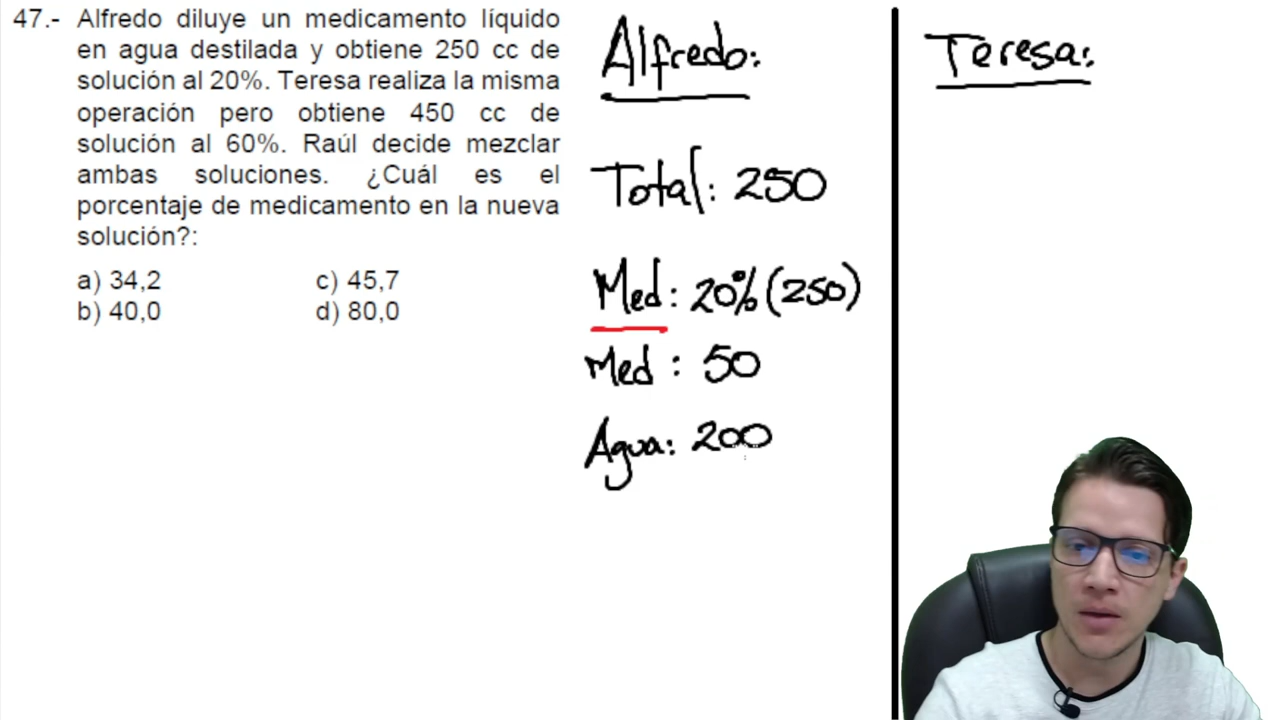 47.- Alfredo diluye un medicamento líquido
en agua destilada y obtiene 250 cc de
solución al 20%. Teresa realiza la misma
operación pero obtiene 450 cc de
solución al 60%. Raúl decide mezclar
ambas soluciones. ¿Cuál es el
porcentaje de medicamento en la nueva
solución?:
a) 34,2 c) 45,7
b) 40,0 d) 80,0
Alfredo:
Total: 250
Med: 20%(250)
Med: 50
Agua: 200
Teresa: